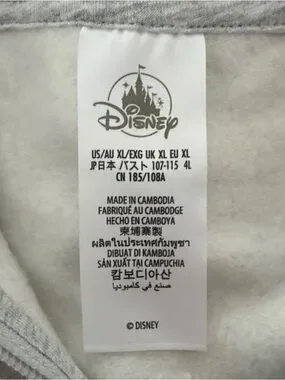 Disney
US/AU XL/EXG UK XL EU XL
JP日本 バスト 107-115 4L
CN 185/108A
MADE IN CAMBODIA
FABRIQUÉ AU CAMBODGE
HECHO EN CAMBOYA
柬埔寨製
ผลิตในประเทศกัมพูชา
DIBUAT DI KAMBOJA
SẢN XUẤT TẠI CAMPUCHIA
캄보디아산
صنع في كامبوديا
© DISNEY